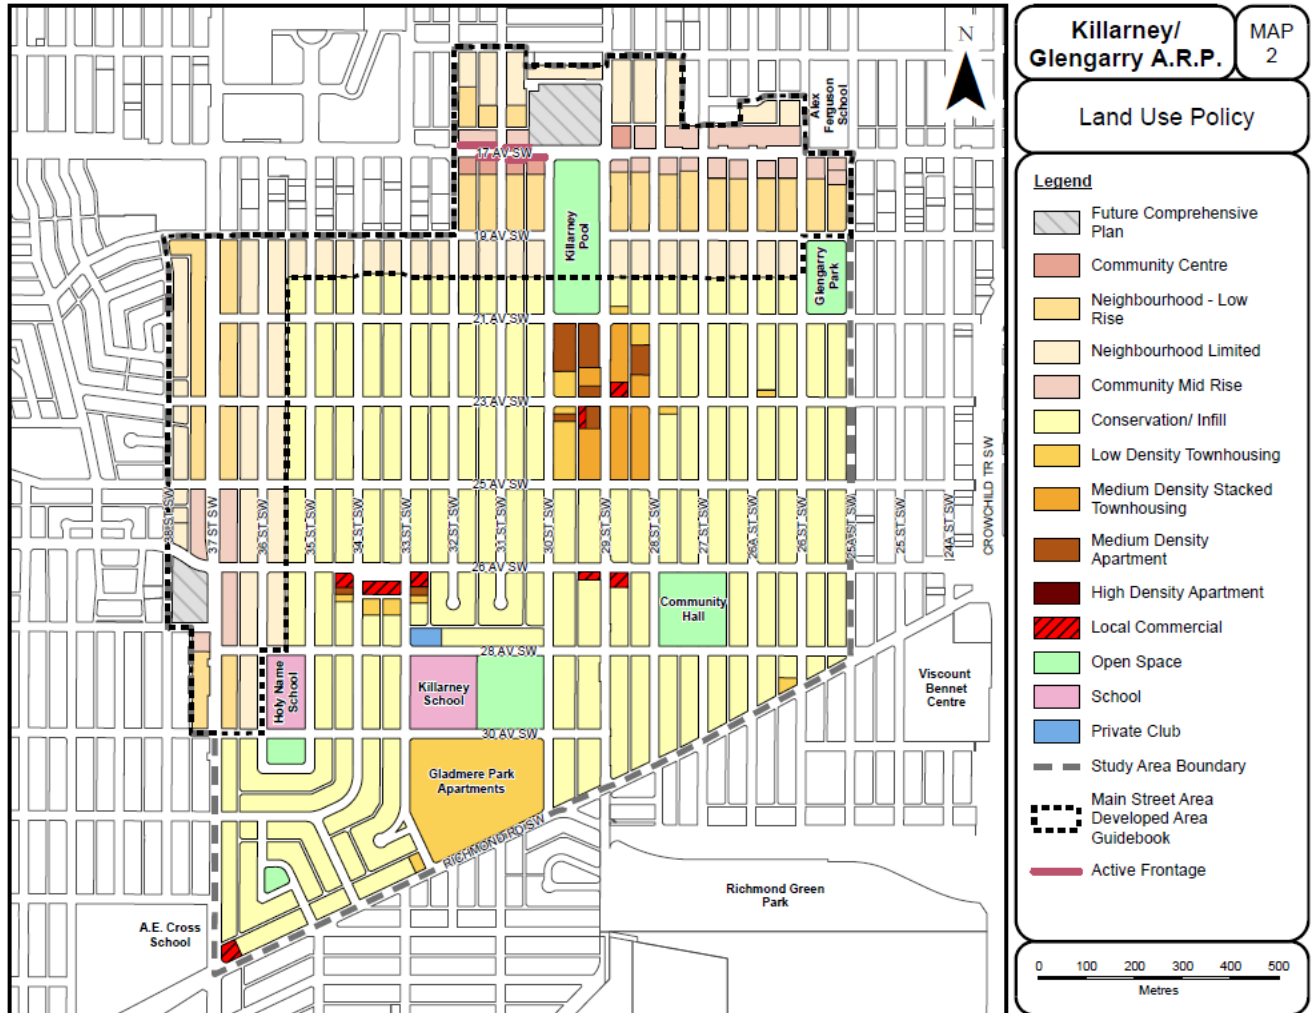 Killarney/
Glengarry A.R.P.
MAP
2
Land Use Policy
Legend
Future Comprehensive
Plan
Community Centre
Neighbourhood - Low
Rise
Neighbourhood Limited
Community Mid Rise
Conservation/ Infill
Low Density Townhousing
Medium Density Stacked
Townhousing
Medium Density
Apartment
High Density Apartment
Local Commercial
Open Space
School
Private Club
Study Area Boundary
Main Street Area
Developed Area
Guidebook
Active Frontage
0 100 200 300 400 500
Metres
N
Alex
Ferguson
School
17 AV SW
Killarney
Pool
19 AV SW
Glengarry
Park
21 AV SW
23 AV SW
25 AV SW
38 ST SW
37 ST SW
36 ST SW
35 ST SW
34 ST SW
33 ST SW
32 ST SW
31 ST SW
30 ST SW
29 ST SW
28 ST SW
27 ST SW
26A ST SW
26 ST SW
25A ST SW
25 ST SW
24A ST SW
CROWCHILD TR SW
26 AV SW
Community
Hall
28 AV SW
Holy Name
School
Killarney
School
Viscount
Bennet
Centre
30 AV SW
Gladmere Park
Apartments
RICHMOND RD SW
Richmond Green
Park
A.E. Cross
School